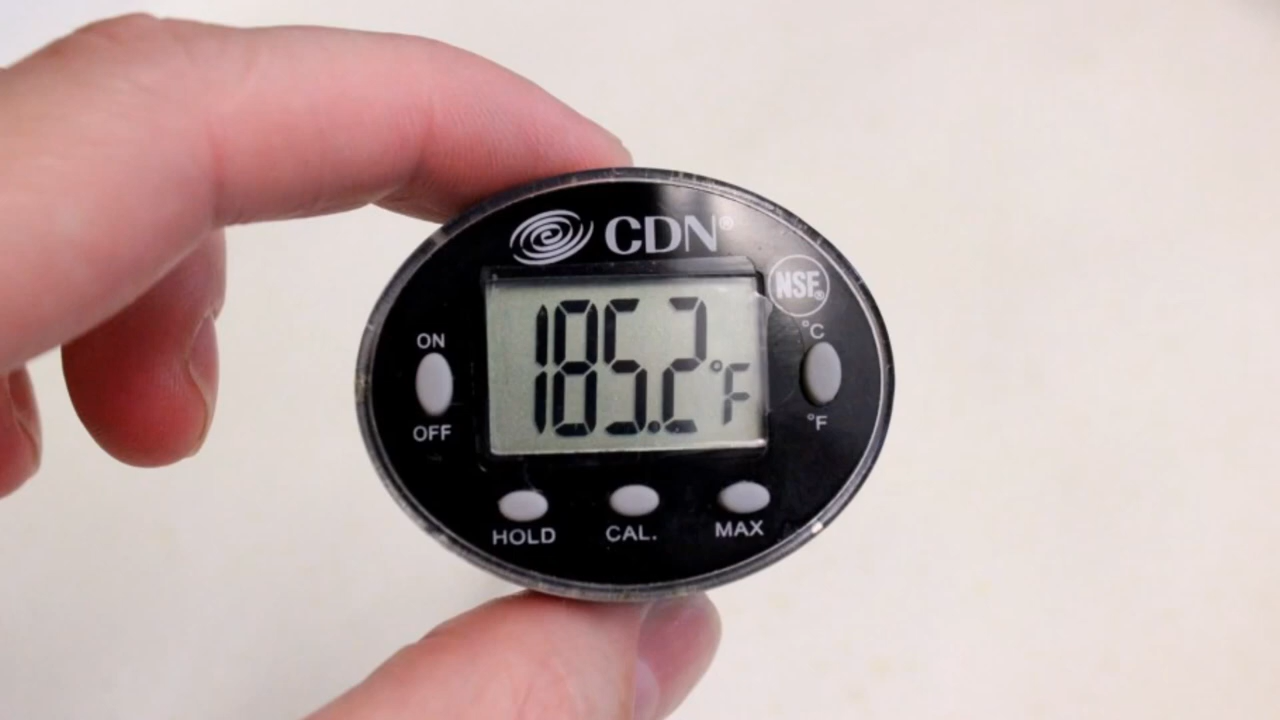 CDN®
NSF®
°C
ON
185.2°F
°F
OFF
HOLD CAL. MAX